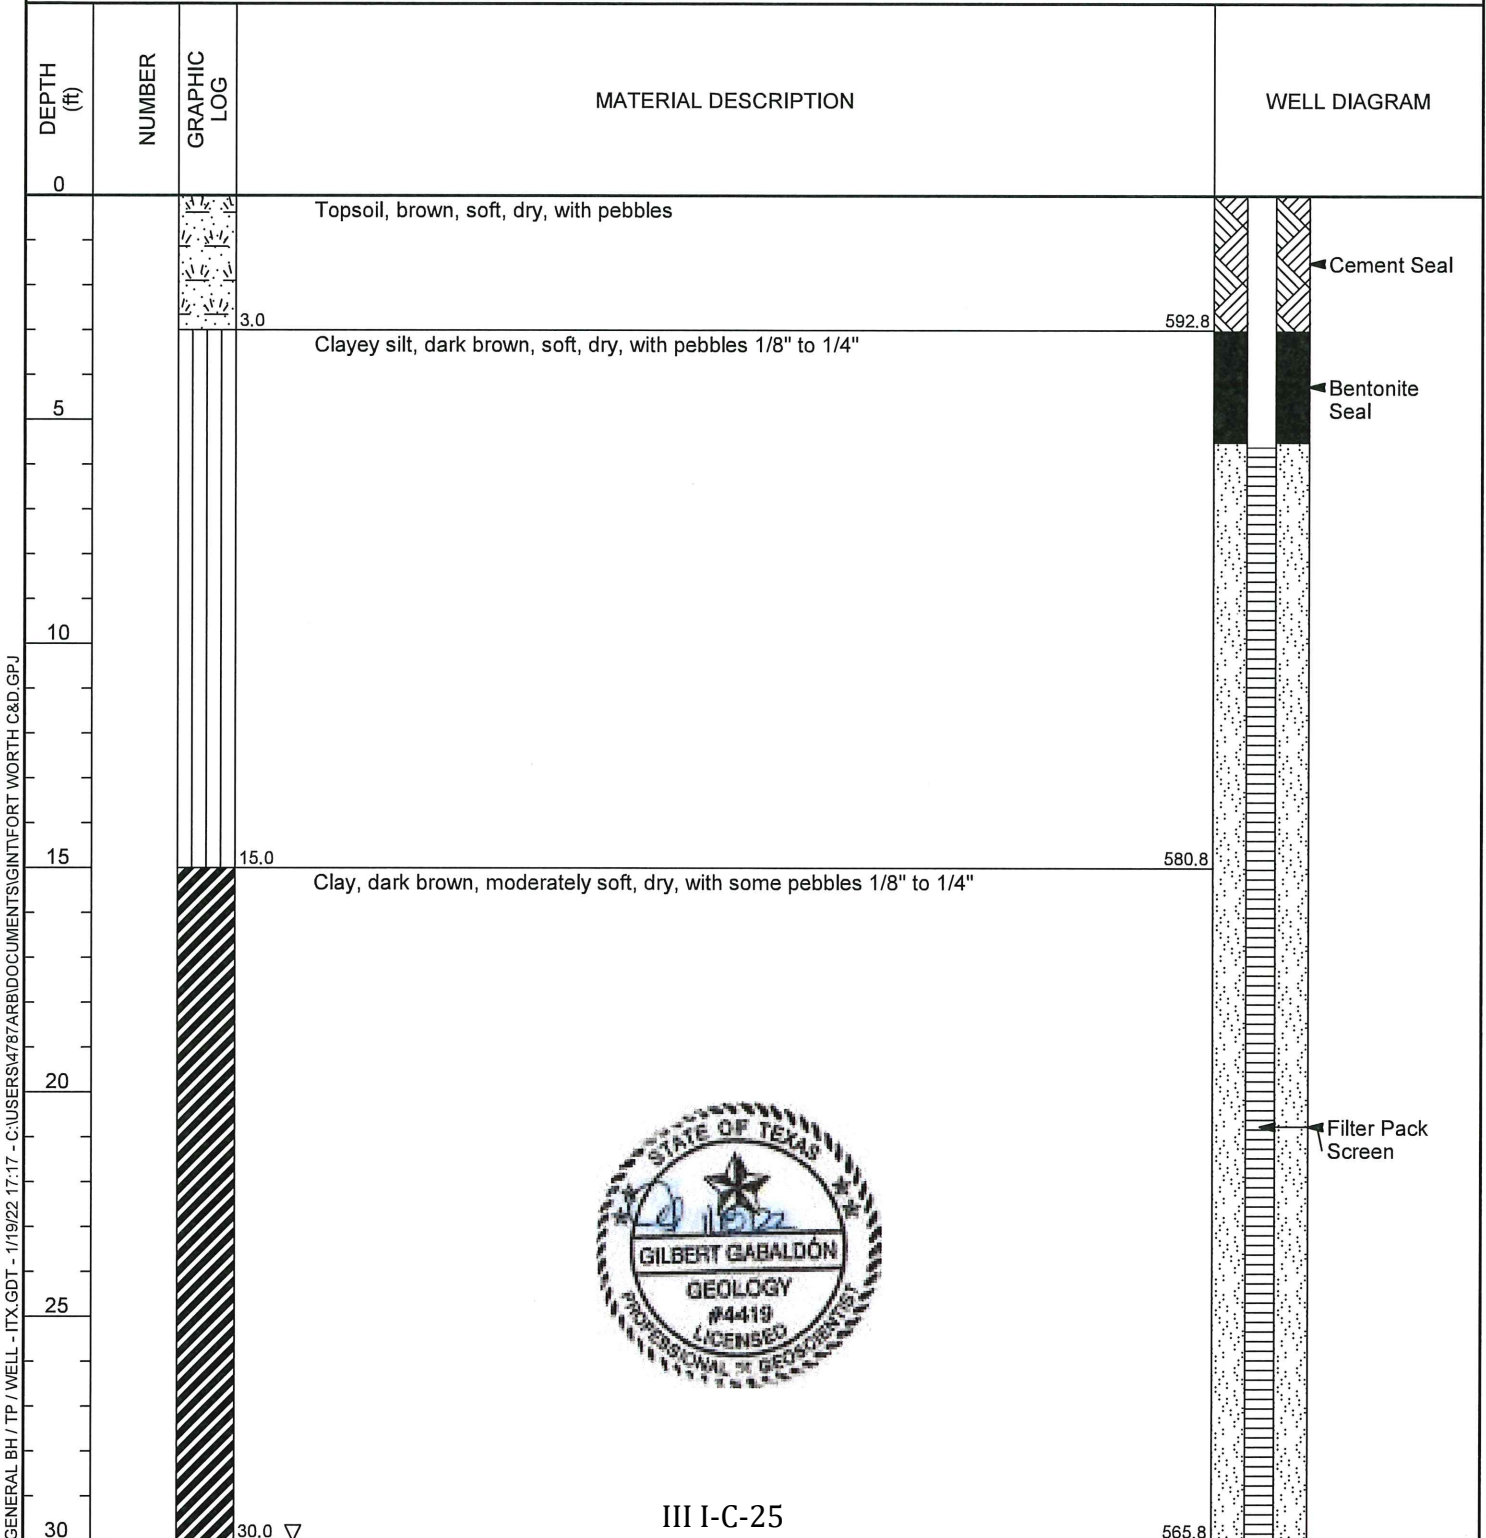 DEPTH
(ft)
NUMBER
GRAPHIC
LOG
MATERIAL DESCRIPTION
WELL DIAGRAM
0
Topsoil, brown, soft, dry, with pebbles
Cement Seal
3.0
592.8
Clayey silt, dark brown, soft, dry, with pebbles 1/8" to 1/4"
Bentonite
Seal
5
10
15
15.0
580.8
Clay, dark brown, moderately soft, dry, with some pebbles 1/8" to 1/4"
20
Filter Pack
Screen
STATE OF TEXAS
GILBERT GABALDÓN
GEOLOGY
#4419
LICENSED
PROFESSIONAL GEOSCIENTIST
25
III I-C-25
30
30.0
565.8
GENERAL BH / TP / WELL - ITX.GDT - 1/19/22 17:17 - C:\USERS\4787ARB\DOCUMENTS\GINT\FORT WORTH C&D.GPJ